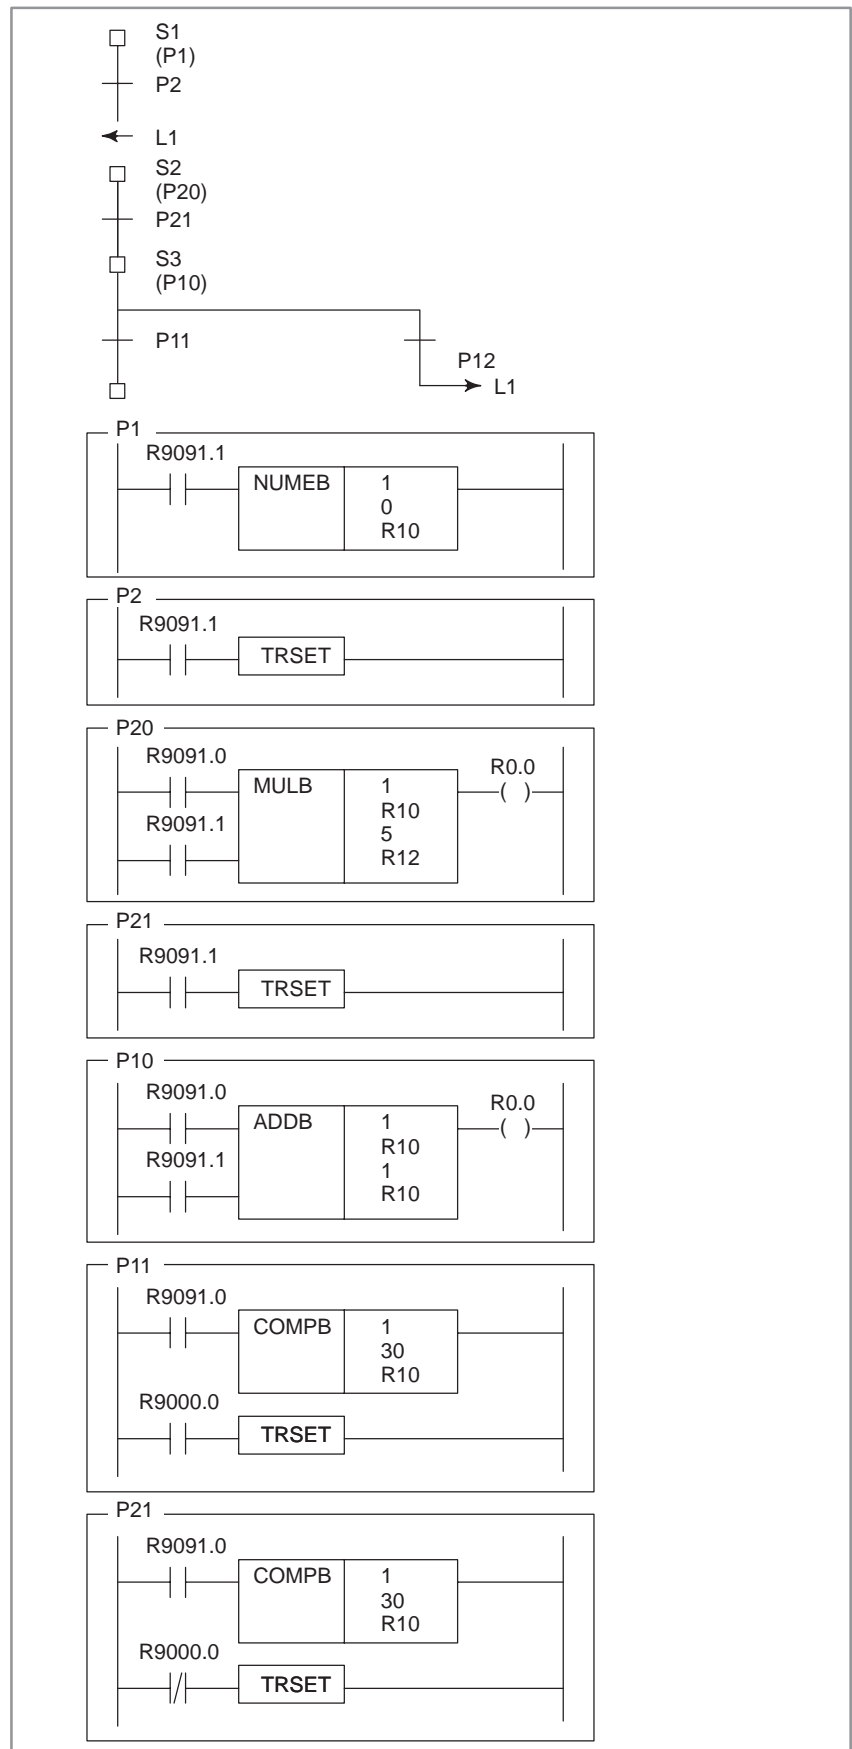 S1
(P1)
P2
L1
S2
(P20)
P21
S3
(P10)
P11
P12
L1
P1
R9091.1
NUMEB 1
0
R10
P2
R9091.1
TRSET
P20
R9091.0
MULB 1 R0.0
R10
R9091.1 5
R12
P21
R9091.1
TRSET
P10
R9091.0
ADDB 1 R0.0
R10
R9091.1 1
R10
P11
R9091.0
COMPB 1
30
R10
R9000.0
TRSET
P21
R9091.0
COMPB 1
30
R10
R9000.0
TRSET